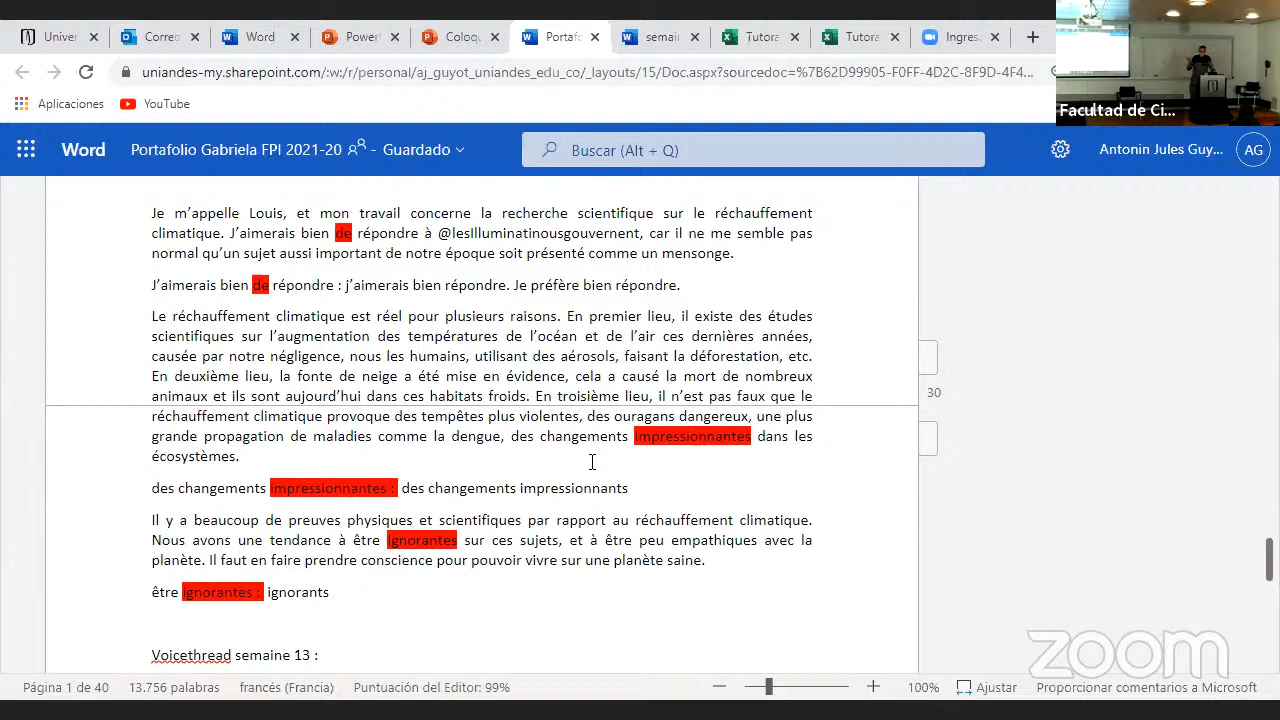 Univer
Correc
Word
Power
Coloq
Portafo
semain
Tutora
Tutora
Ingresa
uniandes-my.sharepoint.com/:w:/r/personal/aj_guyot_uniandes_edu_co/_layouts/15/Doc.aspx?sourcedoc=%7B62D99905-F0FF-4D2C-8F9D-4F4...
Aplicaciones
YouTube
Facultad de Ci...
Word
Portafolio Gabriela FPI 2021-20 - Guardado
Buscar (Alt + Q)
Antonin Jules Guy...
AG
Je m'appelle Louis, et mon travail concerne la recherche scientifique sur le réchauffement
climatique. J'aimerais bien de répondre à @lesIlluminatinousgouvernent, car il ne me semble pas
normal qu'un sujet aussi important de notre époque soit présenté comme un mensonge.
J'aimerais bien de répondre : j'aimerais bien répondre. Je préfère bien répondre.
Le réchauffement climatique est réel pour plusieurs raisons. En premier lieu, il existe des études
scientifiques sur l'augmentation des températures de l'océan et de l'air ces dernières années,
causée par notre négligence, nous les humains, utilisant des aérosols, faisant la déforestation, etc.
En deuxième lieu, la fonte de neige a été mise en évidence, cela a causé la mort de nombreux
animaux et ils sont aujourd'hui dans ces habitats froids. En troisième lieu, il n'est pas faux que le
réchauffement climatique provoque des tempêtes plus violentes, des ouragans dangereux, une plus
grande propagation de maladies comme la dengue, des changements impressionnantes dans les
écosystèmes.
30
des changements impressionnantes : des changements impressionnants
Il y a beaucoup de preuves physiques et scientifiques par rapport au réchauffement climatique.
Nous avons une tendance à être ignorantes sur ces sujets, et à être peu empathiques avec la
planète. Il faut en faire prendre conscience pour pouvoir vivre sur une planète saine.
être ignorantes : ignorants
Voicethread semaine 13 :
zoom
Página 1 de 40
13.756 palabras
francés (Francia)
Puntuación del Editor: 99%
100%
Ajustar
Proporcionar comentarios a Microsoft